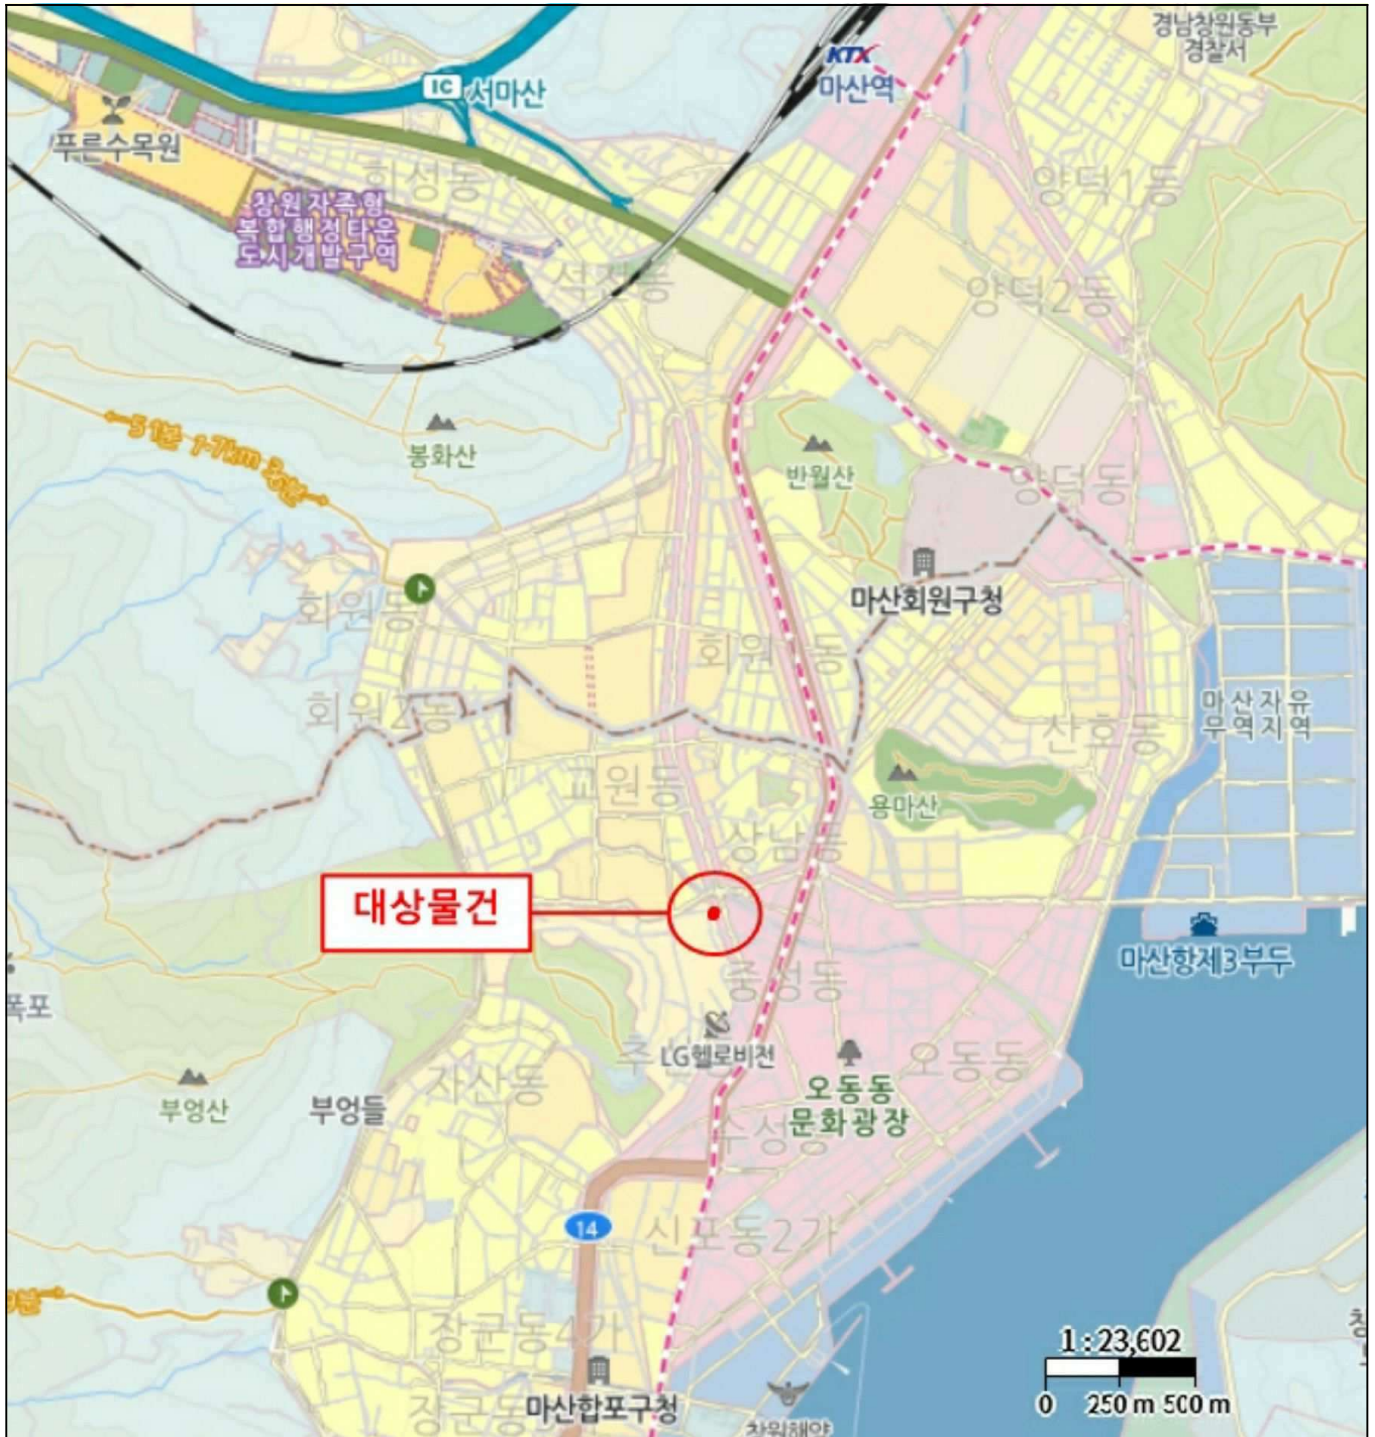 경남창원동부
경찰서
KTX
마산역
IC 서마산
푸른수목원
회성동
창원자족형
복합행정타운
도시개발구역
양덕1동
석전동
양덕2동
봉화산
반월산
양덕동
마산회원구청
회원동
회원 동
회원2동
마산자유
무역지역
산호동
교원동
용마산
상남동
대상물건
마산항제3부두
중성동
폭포
LG헬로비전
오동동
자산동
부엉산
부엉들
오동동
문화광장
수성동
14
신포동2가
장군동4가
1:23,602
0 250 m 500 m
마산합포구청
장군동
창원해양